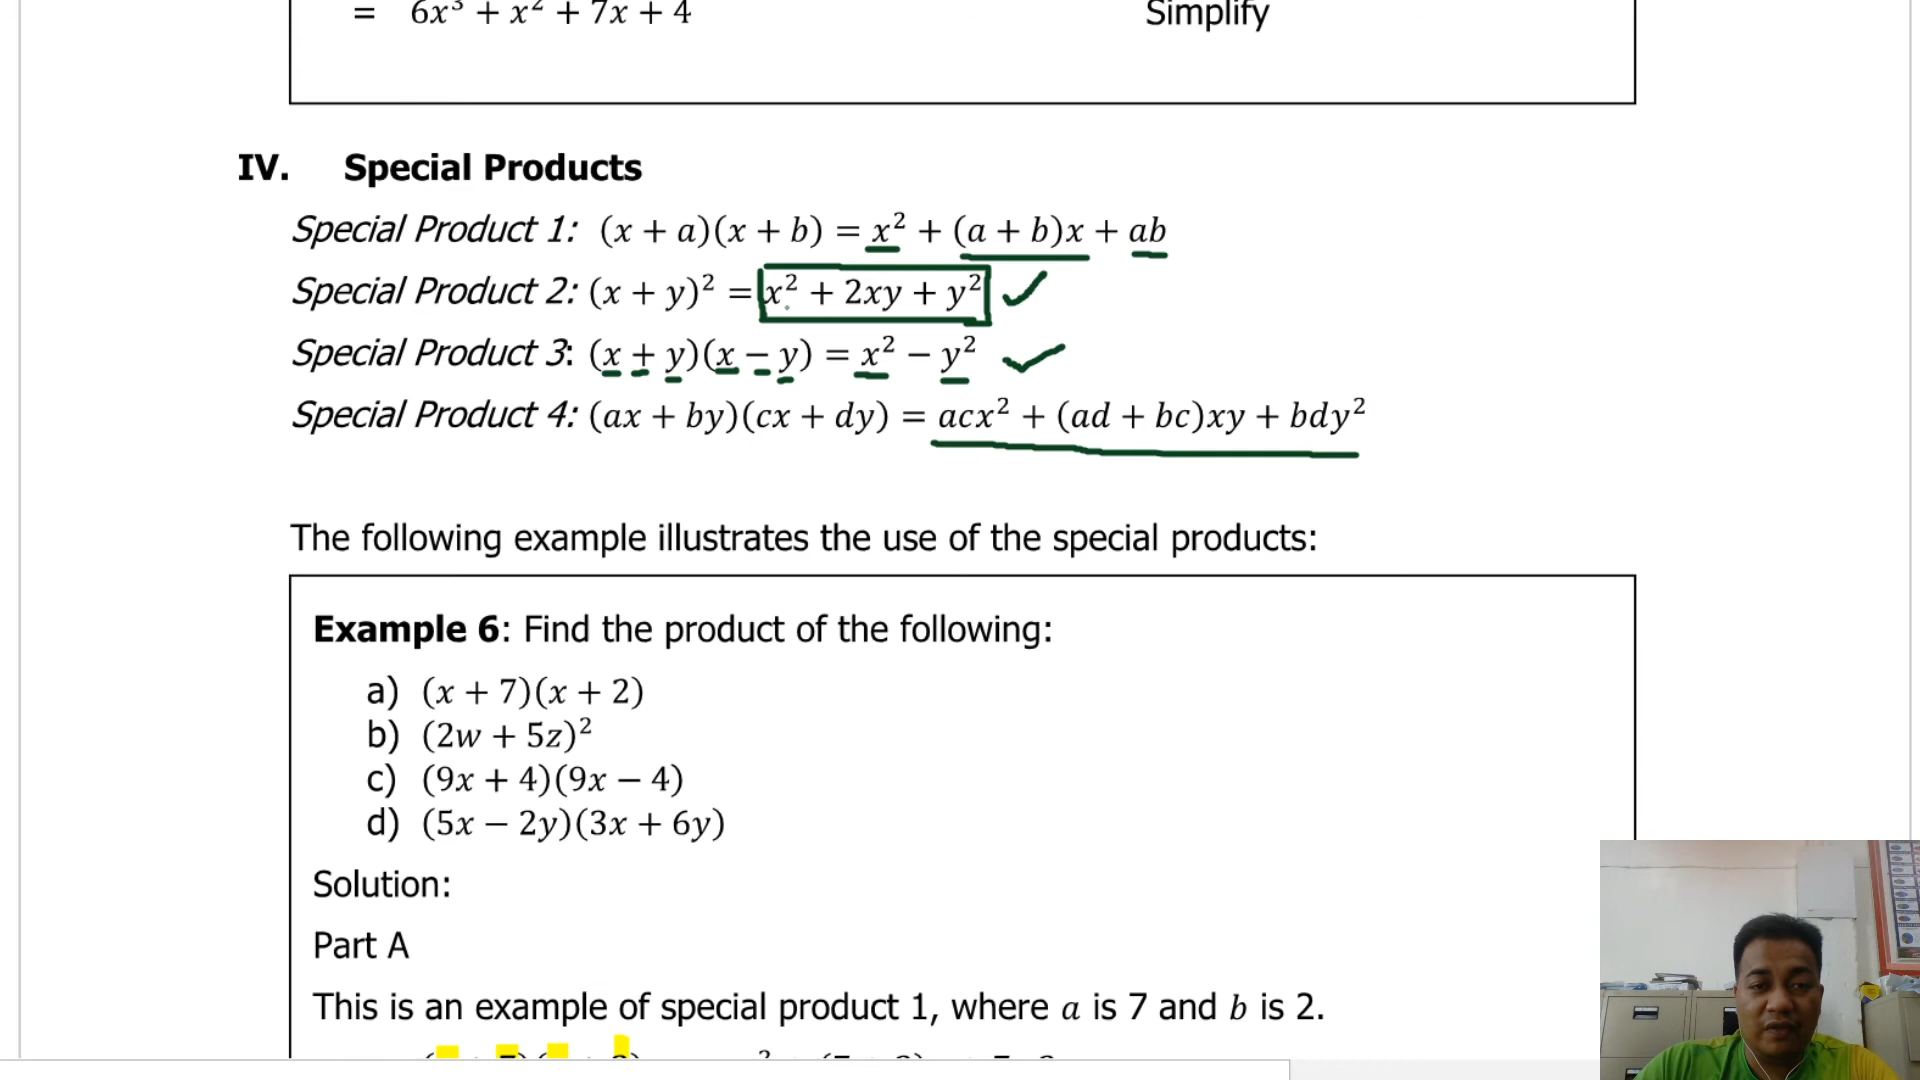 = 6x³ + x² + 7x + 4 Simplify
IV. Special Products
Special Product 1: (x + a)(x + b) = x² + (a + b)x + ab
Special Product 2: (x + y)² = x² + 2xy + y²
Special Product 3: (x + y)(x − y) = x² − y²
Special Product 4: (ax + by)(cx + dy) = acx² + (ad + bc)xy + bdy²
The following example illustrates the use of the special products:
Example 6: Find the product of the following:
a) (x + 7)(x + 2)
b) (2w + 5z)²
c) (9x + 4)(9x − 4)
d) (5x − 2y)(3x + 6y)
Solution:
Part A
This is an example of special product 1, where a is 7 and b is 2.